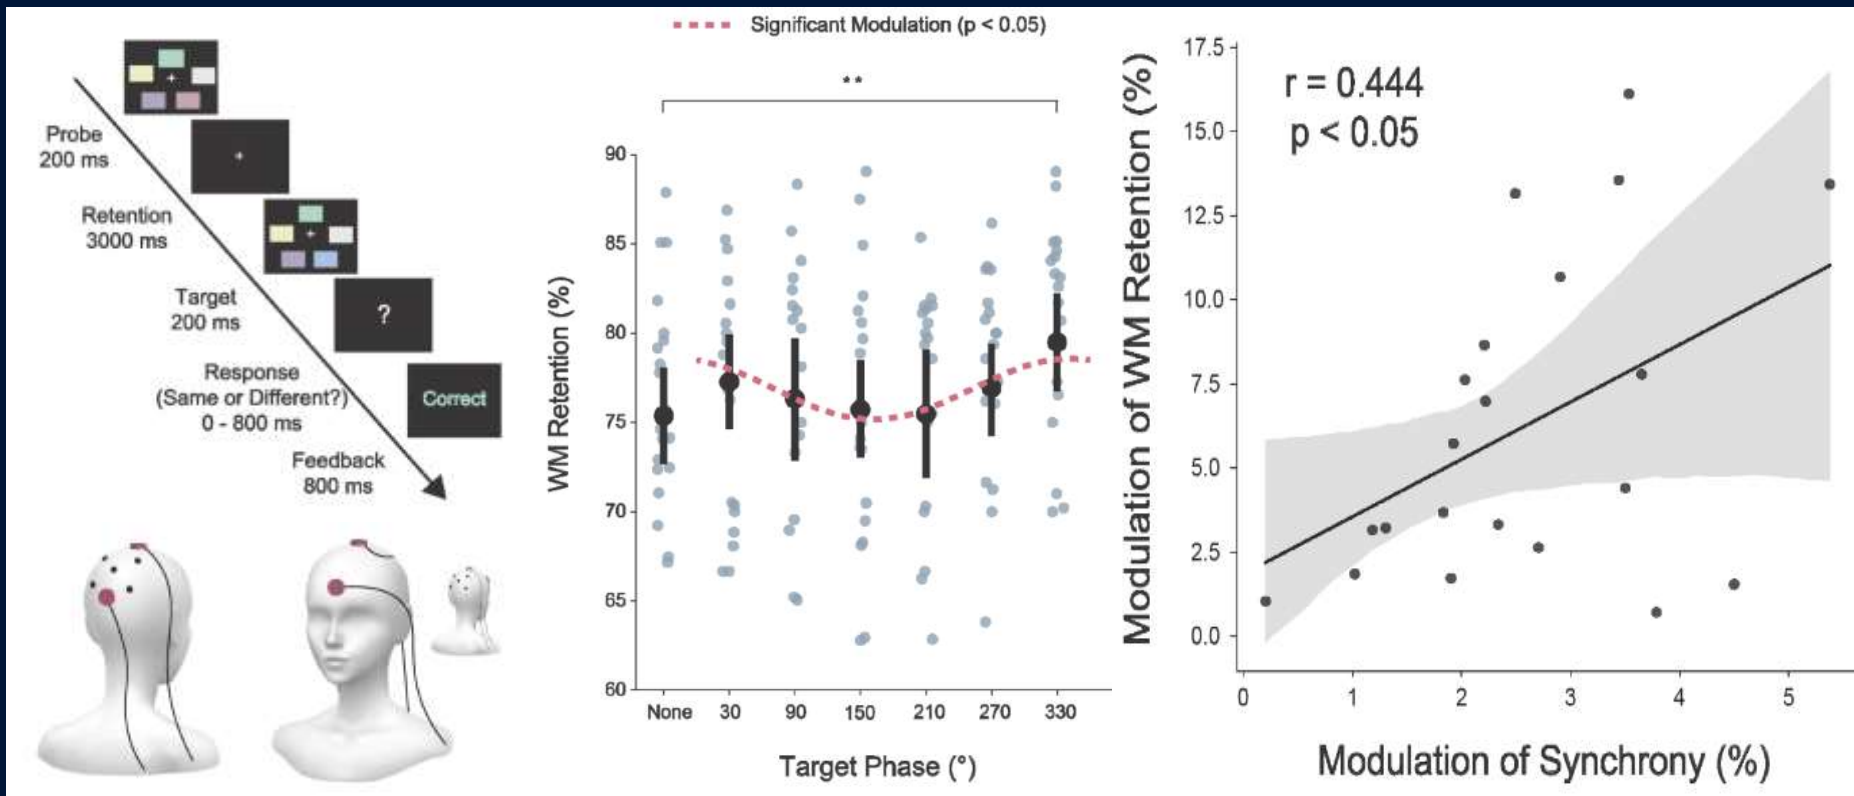 Probe
200 ms
Retention
3000 ms
Target
200 ms
?
Response
(Same or Different?)
0 - 800 ms
Correct
Feedback
800 ms
Significant Modulation (p < 0.05)
**
WM Retention (%)
90
85
80
75
70
65
60
None 30 90 150 210 270 330
Target Phase (°)
r = 0.444
p < 0.05
Modulation of WM Retention (%)
17.5
15.0
12.5
10.0
7.5
5.0
2.5
0.0
0 1 2 3 4 5
Modulation of Synchrony (%)